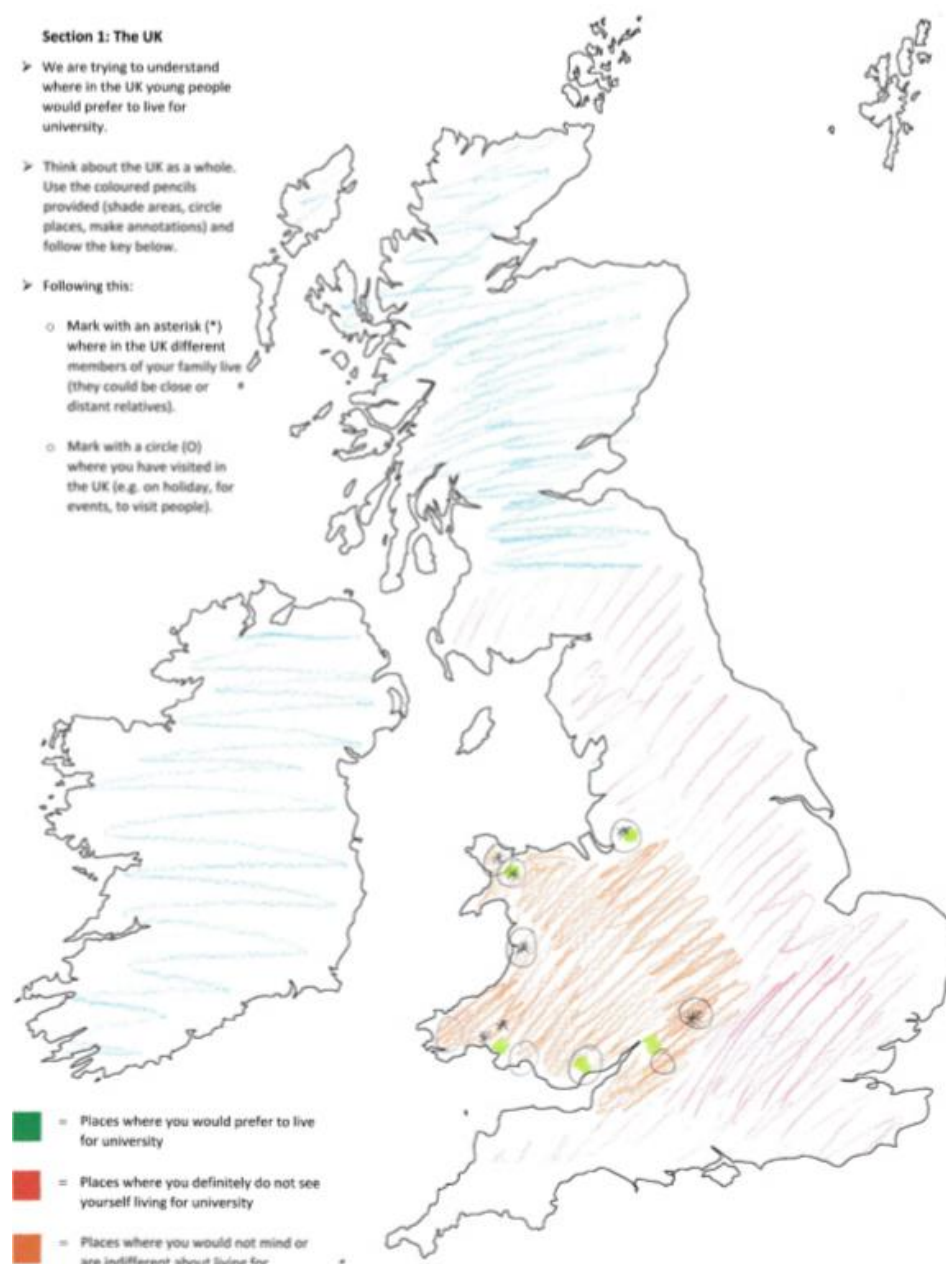 Section 1: The UK
➤ We are trying to understand
where in the UK young people
would prefer to live for
university.
➤ Think about the UK as a whole.
Use the coloured pencils
provided (shade areas, circle
places, make annotations) and
follow the key below.
➤ Following this:
○ Mark with an asterisk (*)
where in the UK different
members of your family live
(they could be close or
distant relatives).
○ Mark with a circle (O)
where you have visited in
the UK (e.g. on holiday, for
events, to visit people).
= Places where you would prefer to live
for university
= Places where you definitely do not see
yourself living for university
= Places where you would not mind or
are indifferent about living for